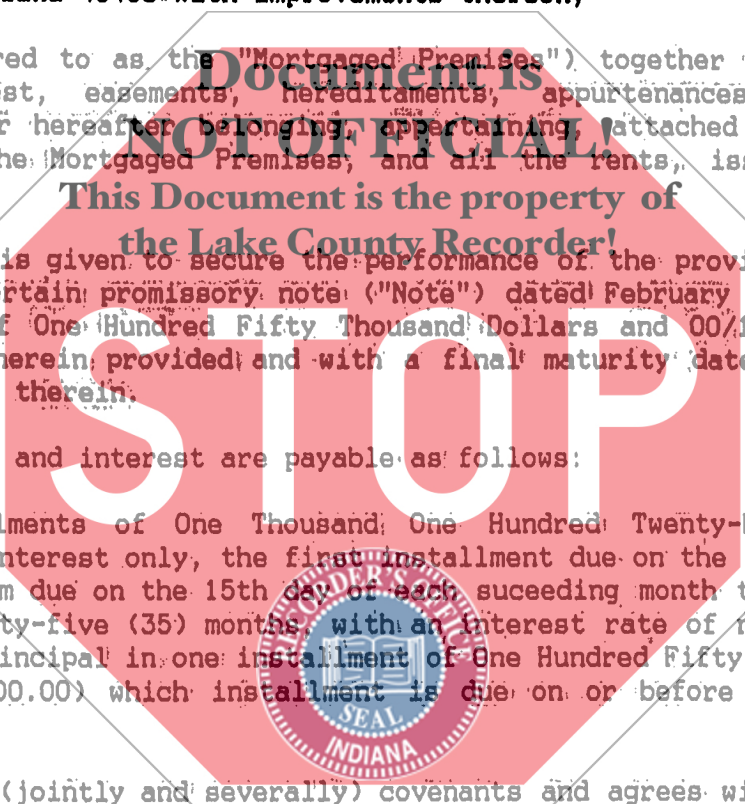 with improvements thereon,
red to as the "Mortgaged Premises") together
st, easements, hereditaments, appurtenances
r hereafter belonging, appertaining, attached
he Mortgaged Premises, and all the rents, iss
Document is
NOT OFFICIAL!
This Document is the property of
the Lake County Recorder!
is given to secure the performance of the provi
ertain promissory note ("Note") dated February
f One Hundred Fifty Thousand Dollars and 00/
herein provided and with a final maturity date
therein.
STOP
and interest are payable as follows:
lments of One Thousand One Hundred Twenty-
nterest only, the first installment due on the
m due on the 15th day of each suceeding month t
ty-five (35) months, with an interest rate of
incipal in one installment of One Hundred Fifty
00.00) which installment is due on or before
RECORDER'S OFFICE
SEAL
INDIANA
(jointly and severally) covenants and agrees wi